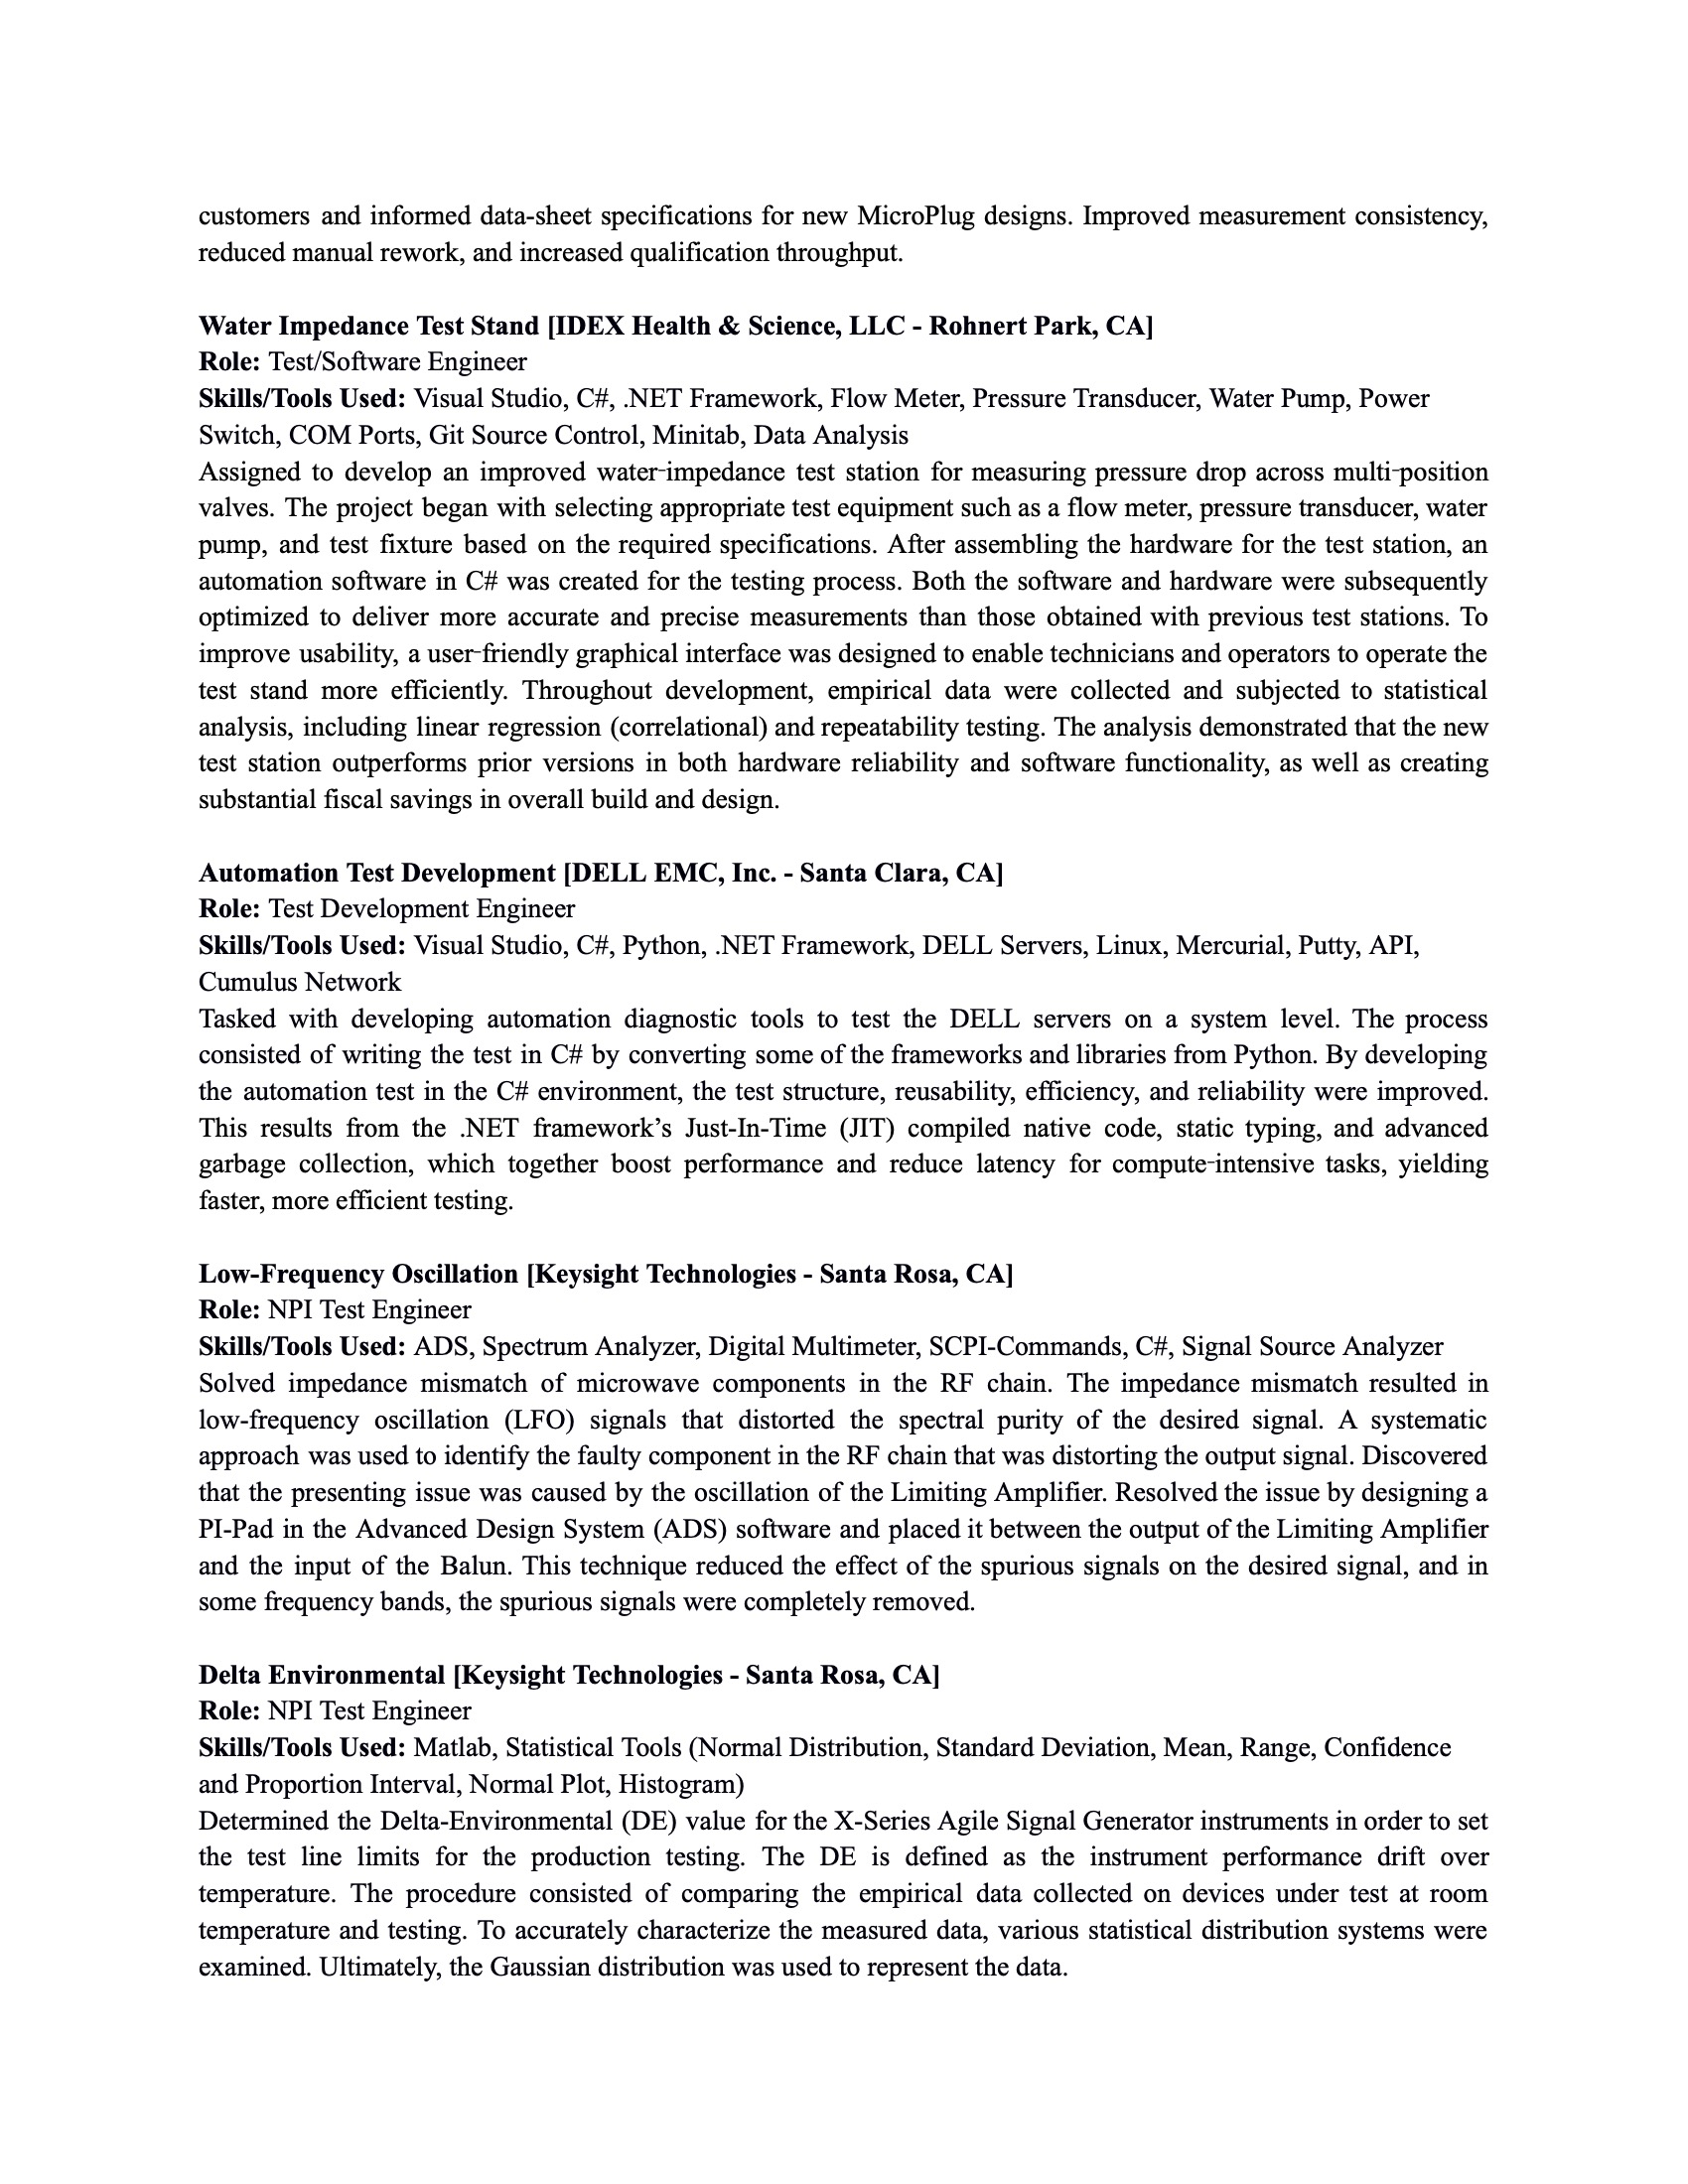 customers and informed data-sheet specifications for new MicroPlug designs. Improved measurement consistency,
reduced manual rework, and increased qualification throughput.
Water Impedance Test Stand [IDEX Health & Science, LLC - Rohnert Park, CA]
Role: Test/Software Engineer
Skills/Tools Used: Visual Studio, C#, .NET Framework, Flow Meter, Pressure Transducer, Water Pump, Power
Switch, COM Ports, Git Source Control, Minitab, Data Analysis
Assigned to develop an improved water-impedance test station for measuring pressure drop across multi-position
valves. The project began with selecting appropriate test equipment such as a flow meter, pressure transducer, water
pump, and test fixture based on the required specifications. After assembling the hardware for the test station, an
automation software in C# was created for the testing process. Both the software and hardware were subsequently
optimized to deliver more accurate and precise measurements than those obtained with previous test stations. To
improve usability, a user-friendly graphical interface was designed to enable technicians and operators to operate the
test stand more efficiently. Throughout development, empirical data were collected and subjected to statistical
analysis, including linear regression (correlational) and repeatability testing. The analysis demonstrated that the new
test station outperforms prior versions in both hardware reliability and software functionality, as well as creating
substantial fiscal savings in overall build and design.
Automation Test Development [DELL EMC, Inc. - Santa Clara, CA]
Role: Test Development Engineer
Skills/Tools Used: Visual Studio, C#, Python, .NET Framework, DELL Servers, Linux, Mercurial, Putty, API,
Cumulus Network
Tasked with developing automation diagnostic tools to test the DELL servers on a system level. The process
consisted of writing the test in C# by converting some of the frameworks and libraries from Python. By developing
the automation test in the C# environment, the test structure, reusability, efficiency, and reliability were improved.
This results from the .NET framework’s Just-In-Time (JIT) compiled native code, static typing, and advanced
garbage collection, which together boost performance and reduce latency for compute-intensive tasks, yielding
faster, more efficient testing.
Low-Frequency Oscillation [Keysight Technologies - Santa Rosa, CA]
Role: NPI Test Engineer
Skills/Tools Used: ADS, Spectrum Analyzer, Digital Multimeter, SCPI-Commands, C#, Signal Source Analyzer
Solved impedance mismatch of microwave components in the RF chain. The impedance mismatch resulted in
low-frequency oscillation (LFO) signals that distorted the spectral purity of the desired signal. A systematic
approach was used to identify the faulty component in the RF chain that was distorting the output signal. Discovered
that the presenting issue was caused by the oscillation of the Limiting Amplifier. Resolved the issue by designing a
PI-Pad in the Advanced Design System (ADS) software and placed it between the output of the Limiting Amplifier
and the input of the Balun. This technique reduced the effect of the spurious signals on the desired signal, and in
some frequency bands, the spurious signals were completely removed.
Delta Environmental [Keysight Technologies - Santa Rosa, CA]
Role: NPI Test Engineer
Skills/Tools Used: Matlab, Statistical Tools (Normal Distribution, Standard Deviation, Mean, Range, Confidence
and Proportion Interval, Normal Plot, Histogram)
Determined the Delta-Environmental (DE) value for the X-Series Agile Signal Generator instruments in order to set
the test line limits for the production testing. The DE is defined as the instrument performance drift over
temperature. The procedure consisted of comparing the empirical data collected on devices under test at room
temperature and testing. To accurately characterize the measured data, various statistical distribution systems were
examined. Ultimately, the Gaussian distribution was used to represent the data.